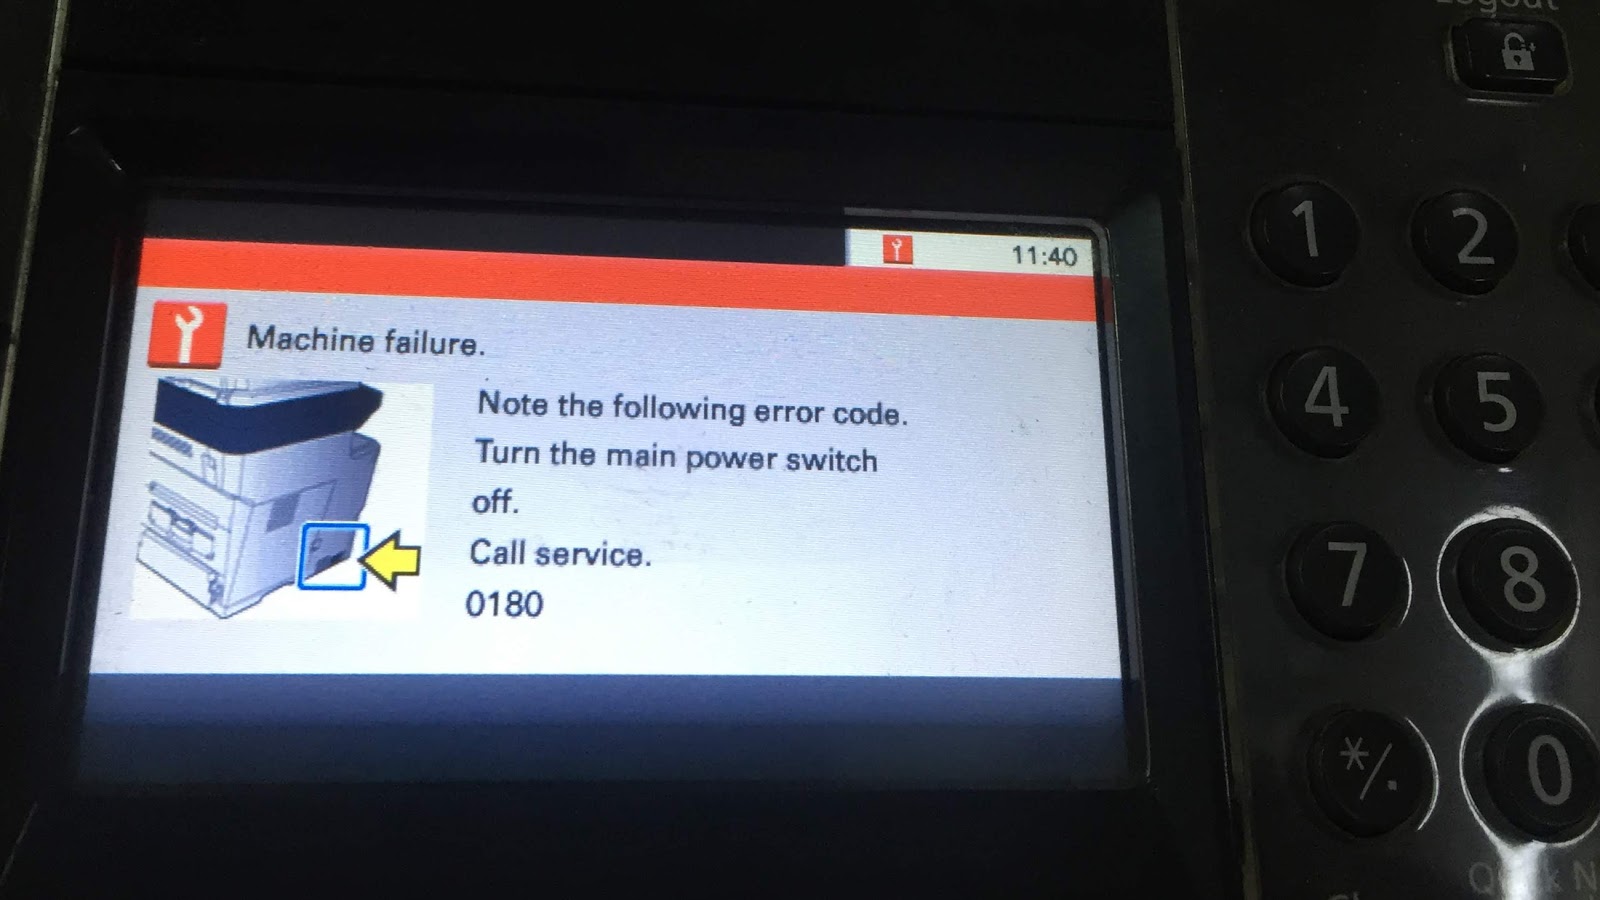 Logout
11:40
Machine failure.
Note the following error code.
Turn the main power switch
off.
Call service.
0180
1
2
4
5
7
8
*/.
0